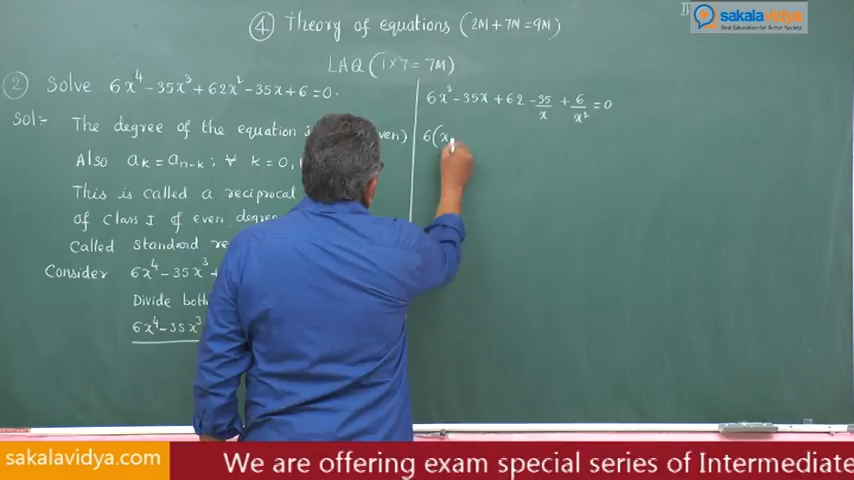 ④ Theory of equations (2M+7M=9M)
sakalavidya
LAQ (1×7=7M)
② Solve 6x⁴-35x³+62x²-35x+6=0.
Sol:- The degree of the equation
Also aₖ=aₙ₋ₖ; ∀ k=0,
This is called a reciprocal
of Class I of even degree
Called standard
Consider 6x⁴-35x³+
Divide both
6x⁴-35x³
6x²-35x+62-35/x+6/x²=0
6(x
sakalavidya.com
We are offering exam special series of Intermediate